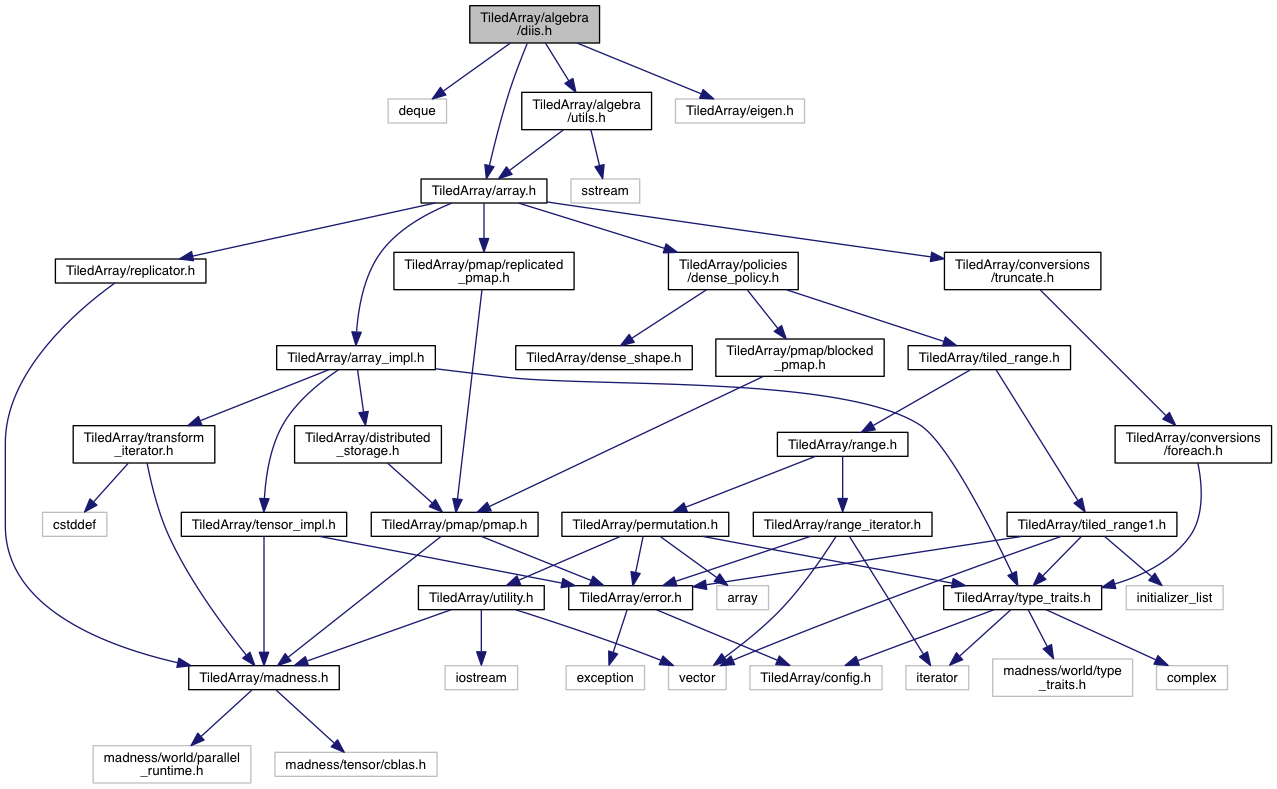 TiledArray/algebra
/diis.h
deque
TiledArray/algebra
/utils.h
TiledArray/eigen.h
TiledArray/array.h
sstream
TiledArray/replicator.h
TiledArray/pmap/replicated
_pmap.h
TiledArray/policies
/dense_policy.h
TiledArray/conversions
/truncate.h
TiledArray/array_impl.h
TiledArray/dense_shape.h
TiledArray/pmap/blocked
_pmap.h
TiledArray/tiled_range.h
TiledArray/transform
_iterator.h
TiledArray/distributed
_storage.h
TiledArray/range.h
TiledArray/conversions
/foreach.h
cstddef
TiledArray/tensor_impl.h
TiledArray/pmap/pmap.h
TiledArray/permutation.h
TiledArray/range_iterator.h
TiledArray/tiled_range1.h
TiledArray/utility.h
TiledArray/error.h
array
TiledArray/type_traits.h
initializer_list
TiledArray/madness.h
iostream
exception
vector
TiledArray/config.h
iterator
madness/world/type
_traits.h
complex
madness/world/parallel
_runtime.h
madness/tensor/cblas.h